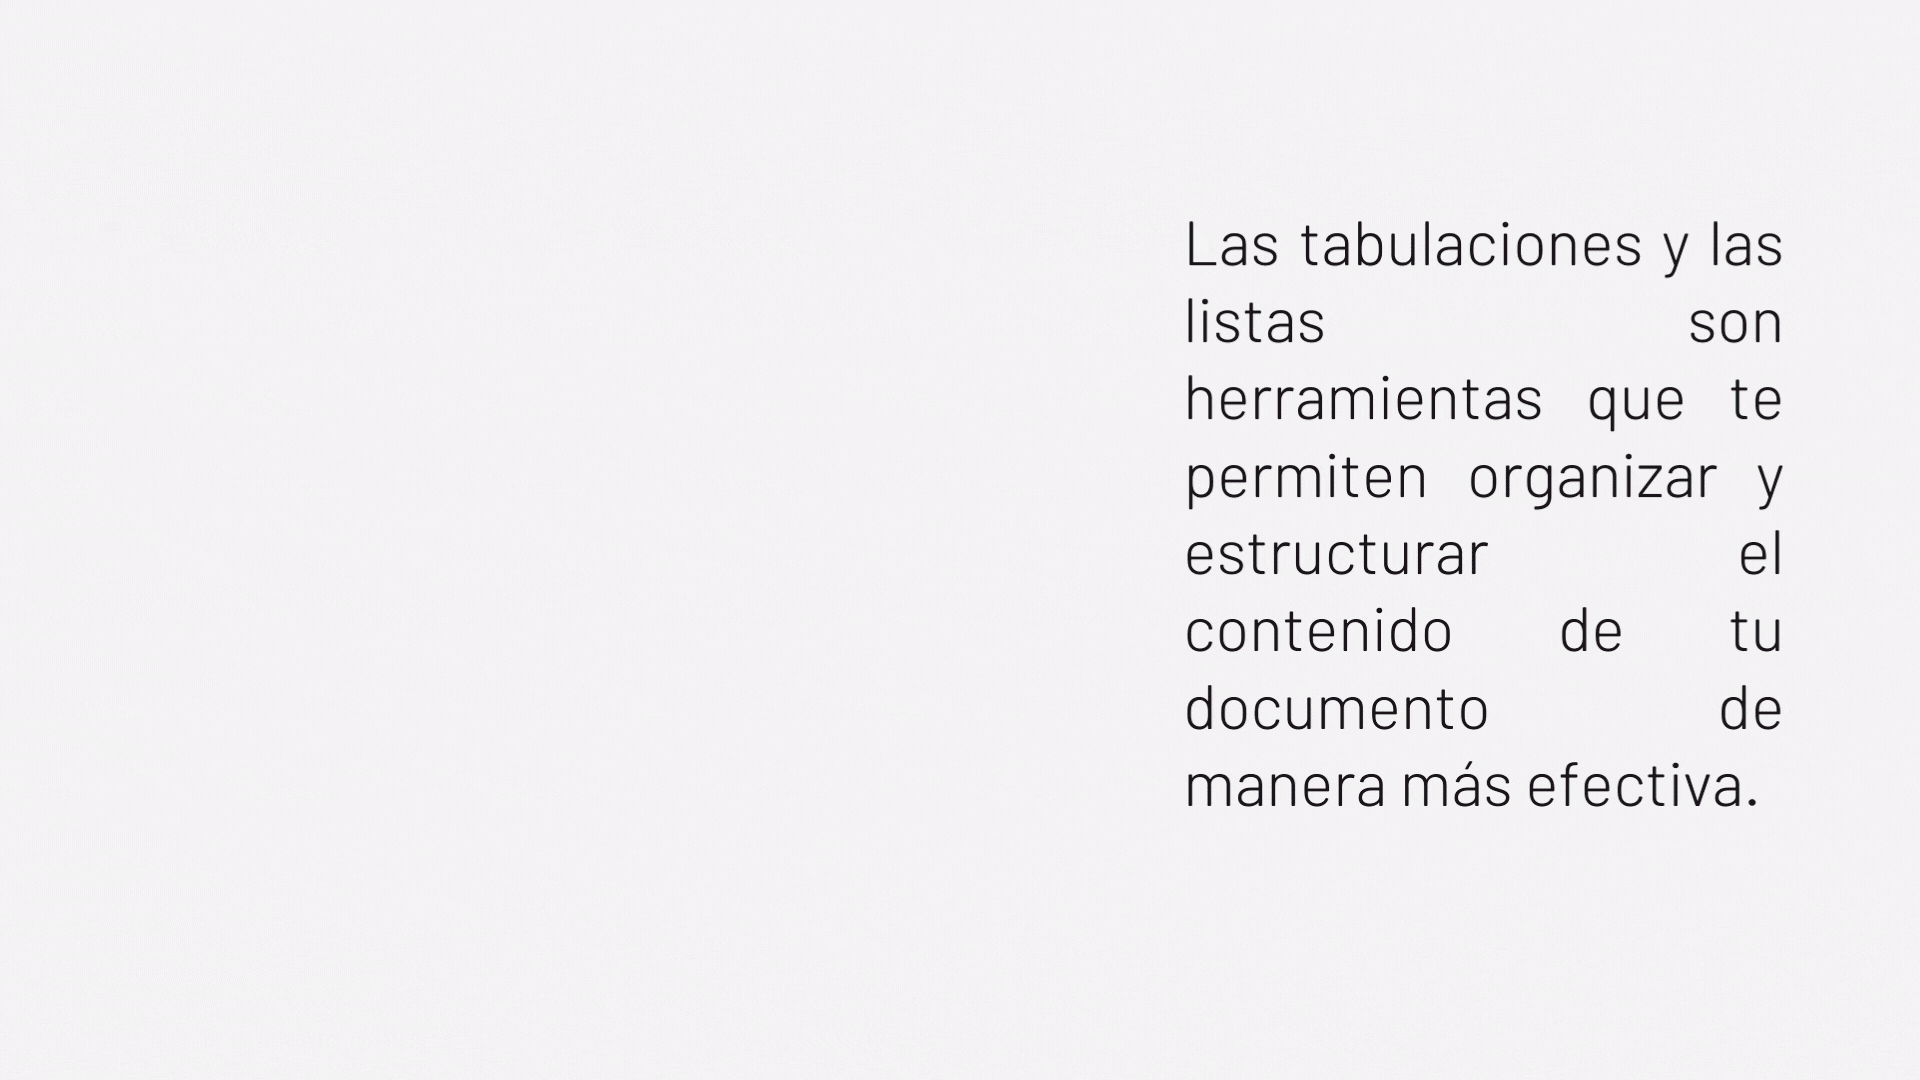 Las tabulaciones y las
listas son
herramientas que te
permiten organizar y
estructurar el
contenido de tu
documento de
manera más efectiva.